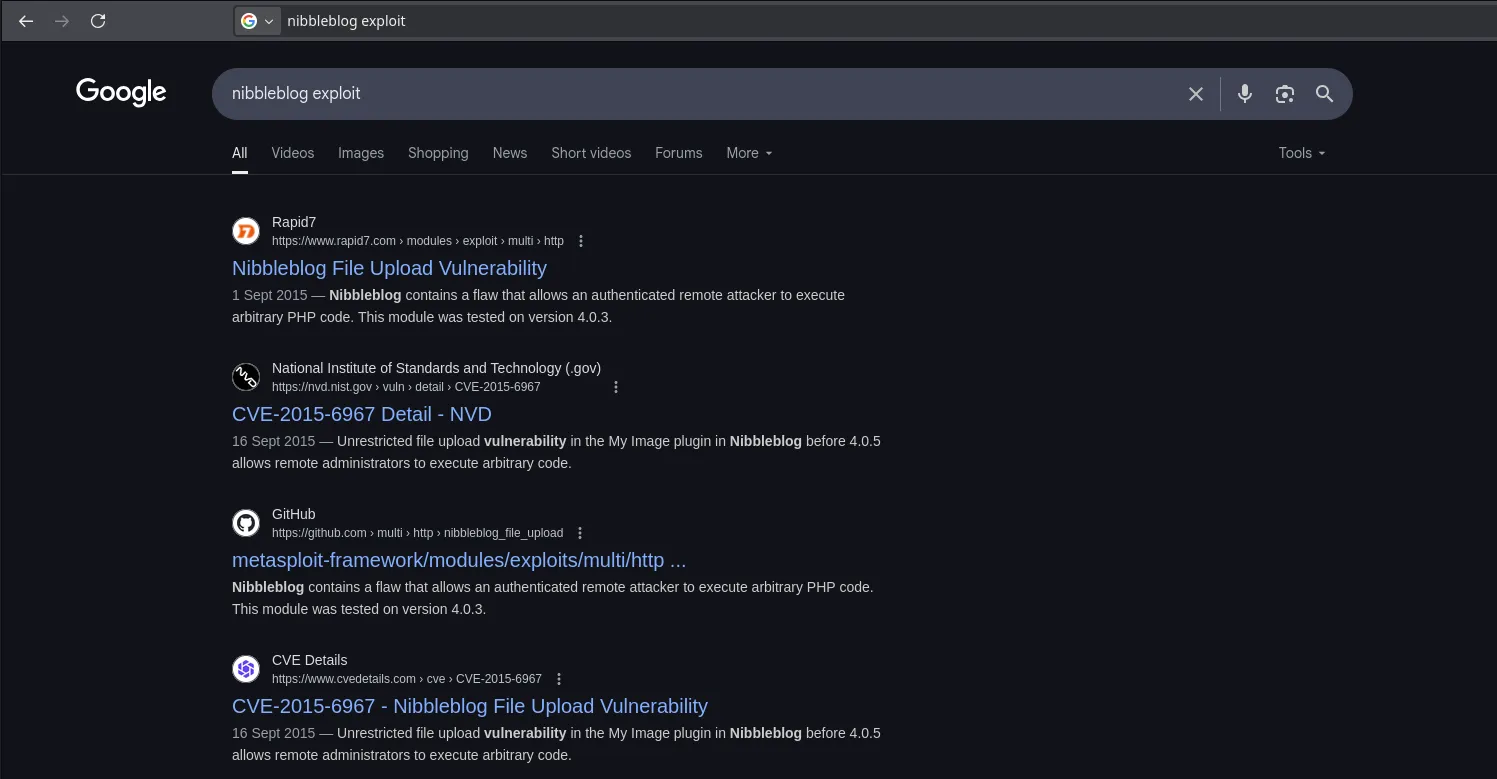 nibbleblog exploit
Google
nibbleblog exploit
All Videos Images Shopping News Short videos Forums More Tools
Rapid7
https://www.rapid7.com › modules › exploit › multi › http
Nibbleblog File Upload Vulnerability
1 Sept 2015 — Nibbleblog contains a flaw that allows an authenticated remote attacker to execute
arbitrary PHP code. This module was tested on version 4.0.3.
National Institute of Standards and Technology (.gov)
https://nvd.nist.gov › vuln › detail › CVE-2015-6967
CVE-2015-6967 Detail - NVD
16 Sept 2015 — Unrestricted file upload vulnerability in the My Image plugin in Nibbleblog before 4.0.5
allows remote administrators to execute arbitrary code.
GitHub
https://github.com › multi › http › nibbleblog_file_upload
metasploit-framework/modules/exploits/multi/http ...
Nibbleblog contains a flaw that allows an authenticated remote attacker to execute arbitrary PHP code.
This module was tested on version 4.0.3.
CVE Details
https://www.cvedetails.com › cve › CVE-2015-6967
CVE-2015-6967 - Nibbleblog File Upload Vulnerability
16 Sept 2015 — Unrestricted file upload vulnerability in the My Image plugin in Nibbleblog before 4.0.5
allows remote administrators to execute arbitrary code.